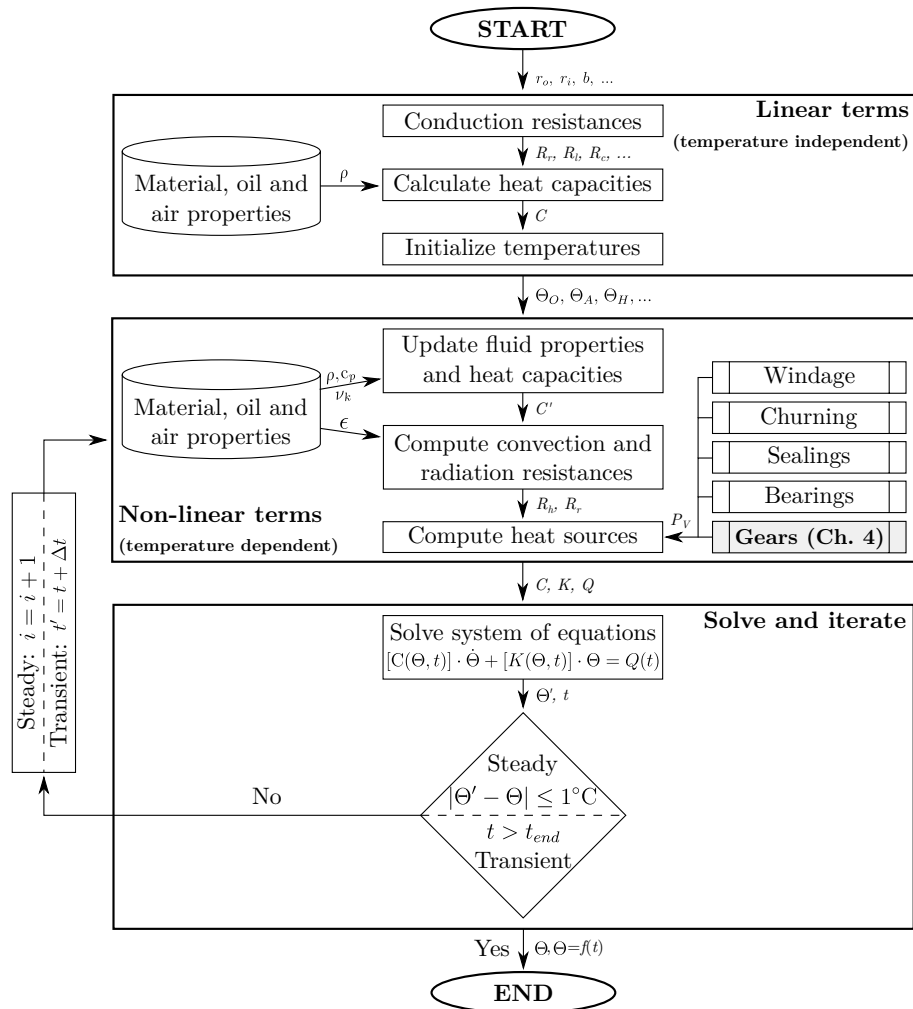 START
r_o, r_i, b, ...
Linear terms
(temperature independent)
Conduction resistances
R_r, R_l, R_c, ...
Material, oil and
air properties
ρ
Calculate heat capacities
C
Initialize temperatures
Θ_O, Θ_A, Θ_H, ...
Update fluid properties
and heat capacities
Material, oil and
air properties
ρ, c_p
ν_k
ϵ
C'
Compute convection and
radiation resistances
R_h, R_r
Compute heat sources
Windage
Churning
Sealings
Bearings
Gears (Ch. 4)
P_V
Non-linear terms
(temperature dependent)
C, K, Q
Solve and iterate
Solve system of equations
[C(Θ, t)] · Θ̇ + [K(Θ, t)] · Θ = Q(t)
Θ', t
Steady
|Θ′ − Θ| ≤ 1°C
t > t_end
Transient
No
Steady: i = i + 1
Transient: t′ = t + Δt
Yes
Θ, Θ=f(t)
END